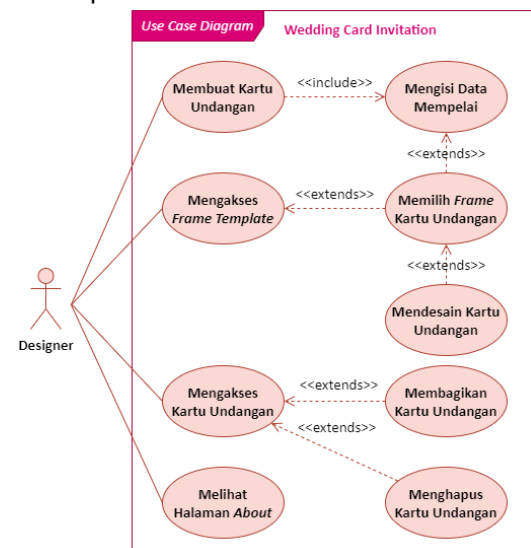 Use Case Diagram
Wedding Card Invitation
Membuat Kartu
Undangan
<<include>>
Mengisi Data
Mempelai
<<extends>>
Mengakses
Frame Template
<<extends>>
Memilih Frame
Kartu Undangan
<<extends>>
Mendesain Kartu
Undangan
Designer
Mengakses
Kartu Undangan
<<extends>>
Membagikan
Kartu Undangan
<<extends>>
Melihat
Halaman About
Menghapus
Kartu Undangan